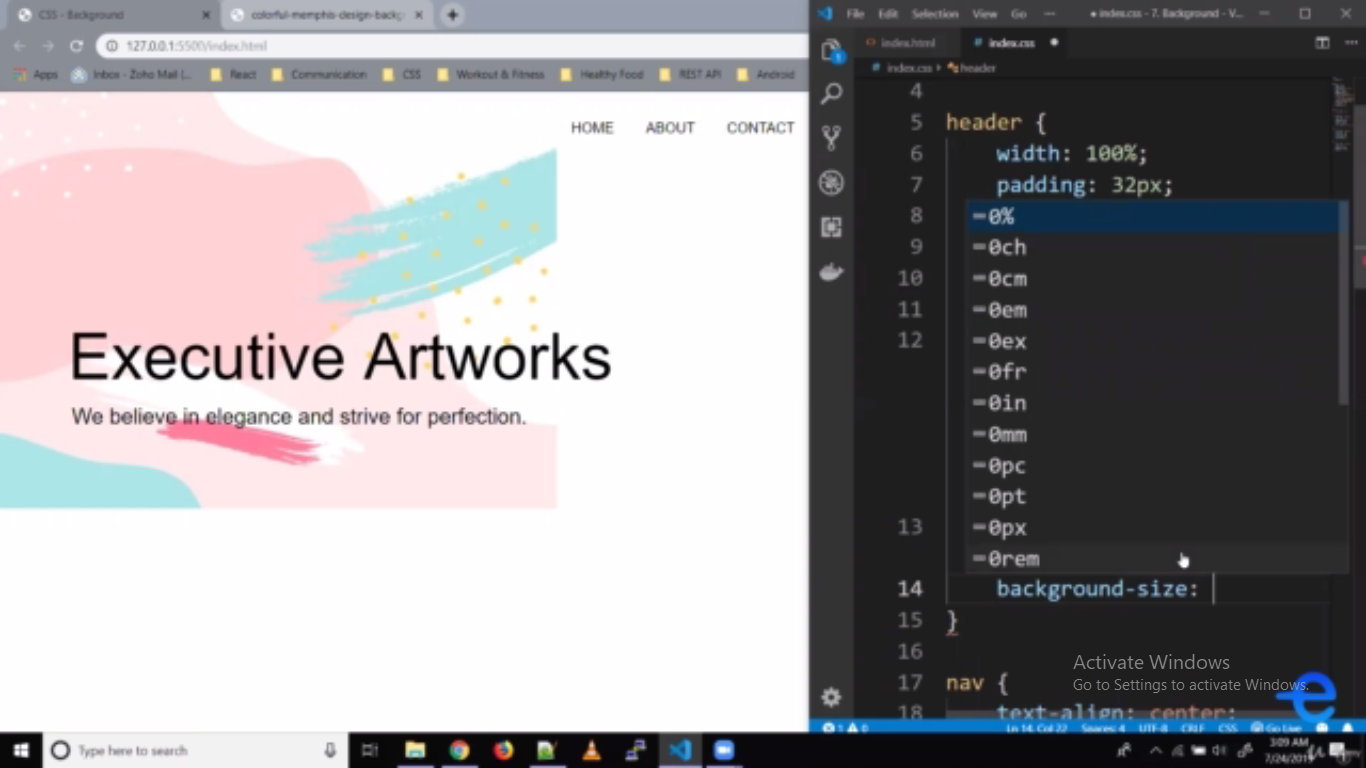 CSS - Background
colorful-memphis-design-backg
127.0.0.1:5500/index.html
Apps
Inbox - Zoho Mail (
React
Communication
CSS
Workout & Fitness
Healthy Food
REST API
Android
HOME ABOUT CONTACT
Executive Artworks
We believe in elegance and strive for perfection.
File Edit Selection View Go
index.css - 7. Background - V...
index.html
index.css
index.css
header
4
5 header {
6 width: 100%;
7 padding: 32px;
8
9
10
11
12
0%
0ch
0cm
0em
0ex
0fr
0in
0mm
0pc
0pt
0px
0rem
13
14 background-size:
15 }
16
17 nav {
18 text-align: center;
Activate Windows
Go to Settings to activate Windows.
Ln 14, Col 22 Spaces: 4 UTF-8 CRLF CSS Go Live
Type here to search
3:09 AM